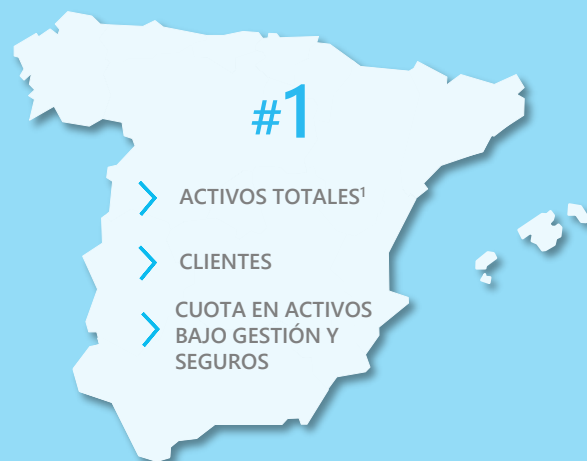 #1
ACTIVOS TOTALES¹
CLIENTES
CUOTA EN ACTIVOS
BAJO GESTIÓN Y
SEGUROS